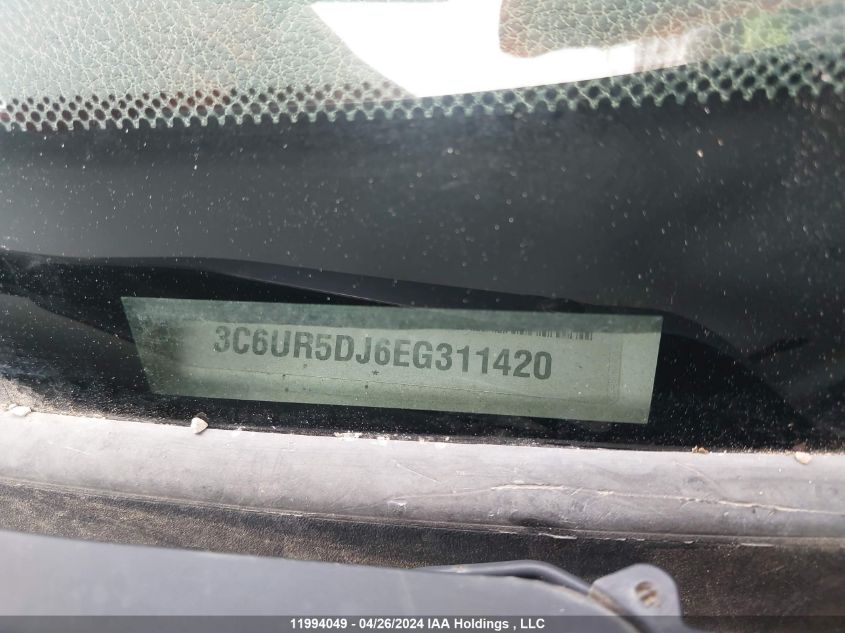 3C6UR5DJ6EG311420
*
11994049 - 04/26/2024 IAA Holdings , LLC